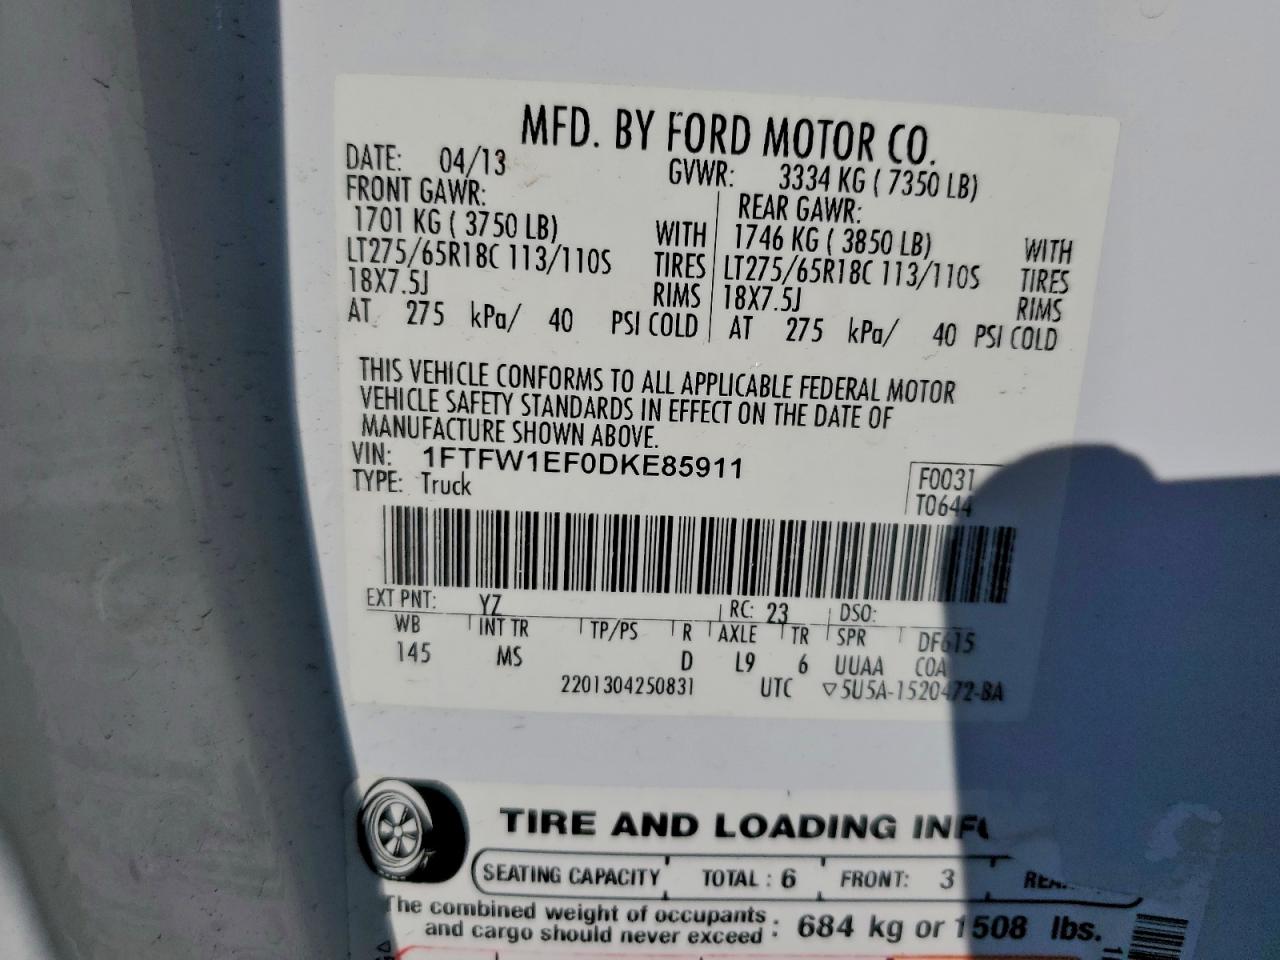 MFD. BY FORD MOTOR CO.
DATE: 04/13 GVWR: 3334 KG ( 7350 LB)
FRONT GAWR: REAR GAWR:
1701 KG ( 3750 LB) WITH 1746 KG ( 3850 LB) WITH
LT275/65R18C 113/110S TIRES LT275/65R18C 113/110S TIRES
18X7.5J RIMS 18X7.5J RIMS
AT 275 kPa/ 40 PSI COLD AT 275 kPa/ 40 PSI COLD
THIS VEHICLE CONFORMS TO ALL APPLICABLE FEDERAL MOTOR
VEHICLE SAFETY STANDARDS IN EFFECT ON THE DATE OF
MANUFACTURE SHOWN ABOVE.
VIN: 1FTFW1EF0DKE85911 F0031
TYPE: Truck T0644
EXT PNT: YZ RC: 23 DSO:
WB INT TR TP/PS R AXLE TR SPR DF615
145 MS D L9 6 UUAA COA
2201304250831 UTC ▽5U5A-1520472-BA
TIRE AND LOADING
SEATING CAPACITY TOTAL : 6 FRONT: 3
The combined weight of occupants
and cargo should never exceed : 684 kg or 1508 lbs.